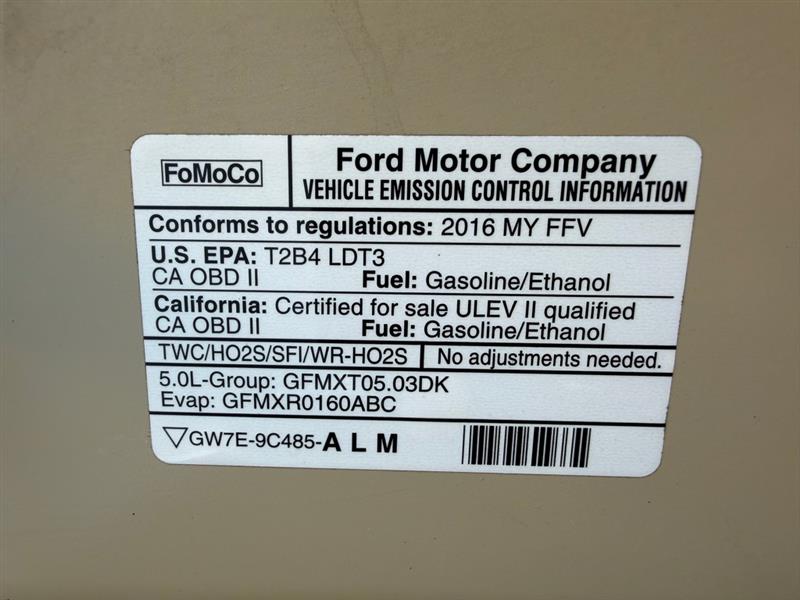 FoMoCo
Ford Motor Company
VEHICLE EMISSION CONTROL INFORMATION
Conforms to regulations: 2016 MY FFV
U.S. EPA: T2B4 LDT3
CA OBD II Fuel: Gasoline/Ethanol
California: Certified for sale ULEV II qualified
CA OBD II Fuel: Gasoline/Ethanol
TWC/HO2S/SFI/WR-HO2S No adjustments needed.
5.0L-Group: GFMXT05.03DK
Evap: GFMXR0160ABC
GW7E-9C485-A L M